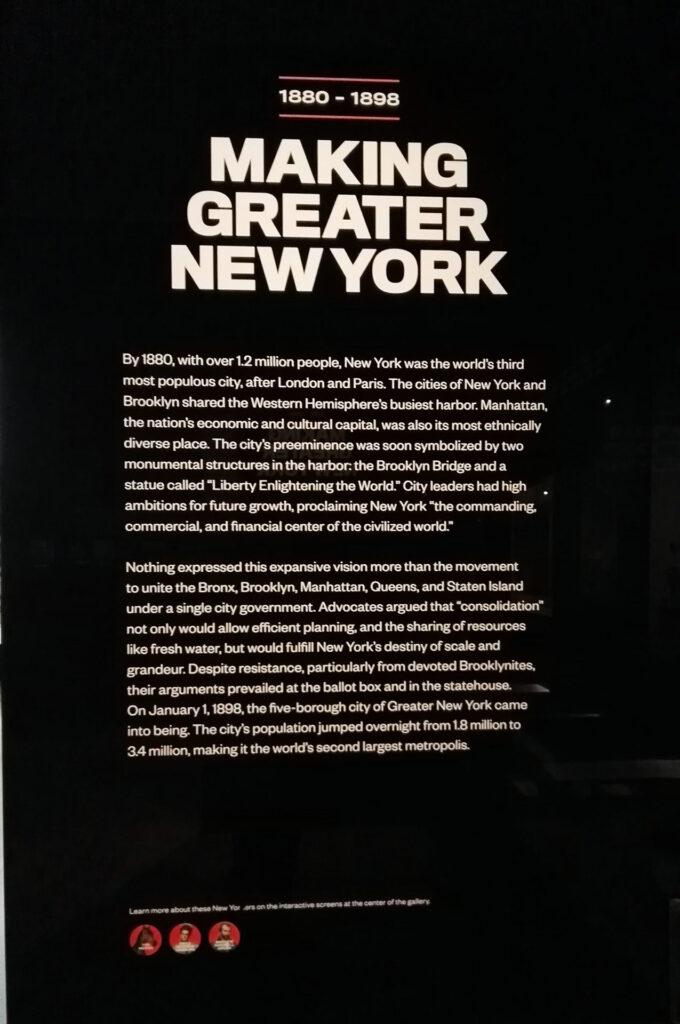 1880 – 1898
MAKING
GREATER
NEW YORK
By 1880, with over 1.2 million people, New York was the world's third
most populous city, after London and Paris. The cities of New York and
Brooklyn shared the Western Hemisphere's busiest harbor. Manhattan,
the nation's economic and cultural capital, was also its most ethnically
diverse place. The city's preeminence was soon symbolized by two
monumental structures in the harbor: the Brooklyn Bridge and a
statue called "Liberty Enlightening the World." City leaders had high
ambitions for future growth, proclaiming New York "the commanding,
commercial, and financial center of the civilized world."
Nothing expressed this expansive vision more than the movement
to unite the Bronx, Brooklyn, Manhattan, Queens, and Staten Island
under a single city government. Advocates argued that "consolidation"
not only would allow efficient planning, and the sharing of resources
like fresh water, but would fulfill New York's destiny of scale and
grandeur. Despite resistance, particularly from devoted Brooklynites,
their arguments prevailed at the ballot box and in the statehouse.
On January 1, 1898, the five-borough city of Greater New York came
into being. The city's population jumped overnight from 1.8 million to
3.4 million, making it the world's second largest metropolis.
Learn more about these New Yorkers on the interactive screens at the center of the gallery.